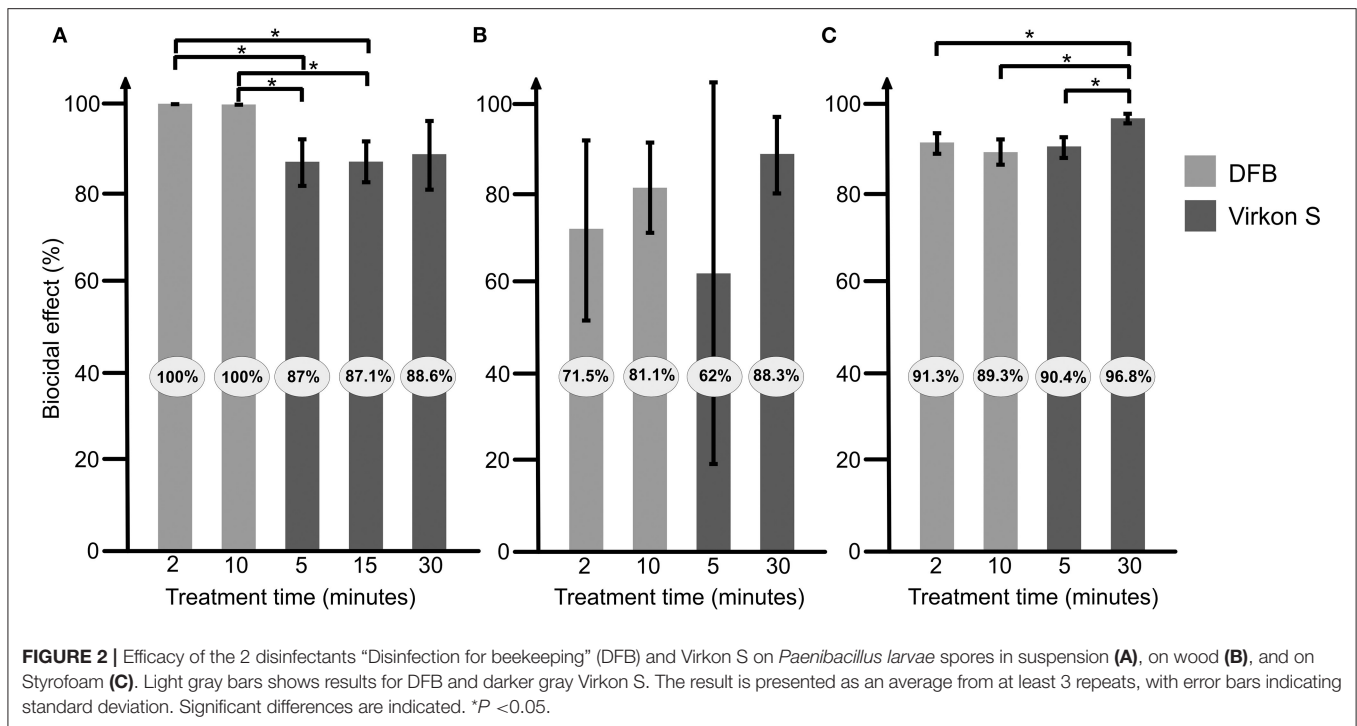 A
B
C
* * * *
* * *
Biocidal effect (%)
100
80
60
40
20
0
100% 100% 87% 87.1% 88.6%
2 10 5 15 30
Treatment time (minutes)
100
80
60
40
20
0
71.5% 81.1% 62% 88.3%
2 10 5 30
Treatment time (minutes)
100
80
60
40
20
0
91.3% 89.3% 90.4% 96.8%
2 10 5 30
Treatment time (minutes)
DFB
Virkon S
FIGURE 2 | Efficacy of the 2 disinfectants “Disinfection for beekeeping” (DFB) and Virkon S on Paenibacillus larvae spores in suspension (A), on wood (B), and on
Styrofoam (C). Light gray bars shows results for DFB and darker gray Virkon S. The result is presented as an average from at least 3 repeats, with error bars indicating
standard deviation. Significant differences are indicated. *P <0.05.